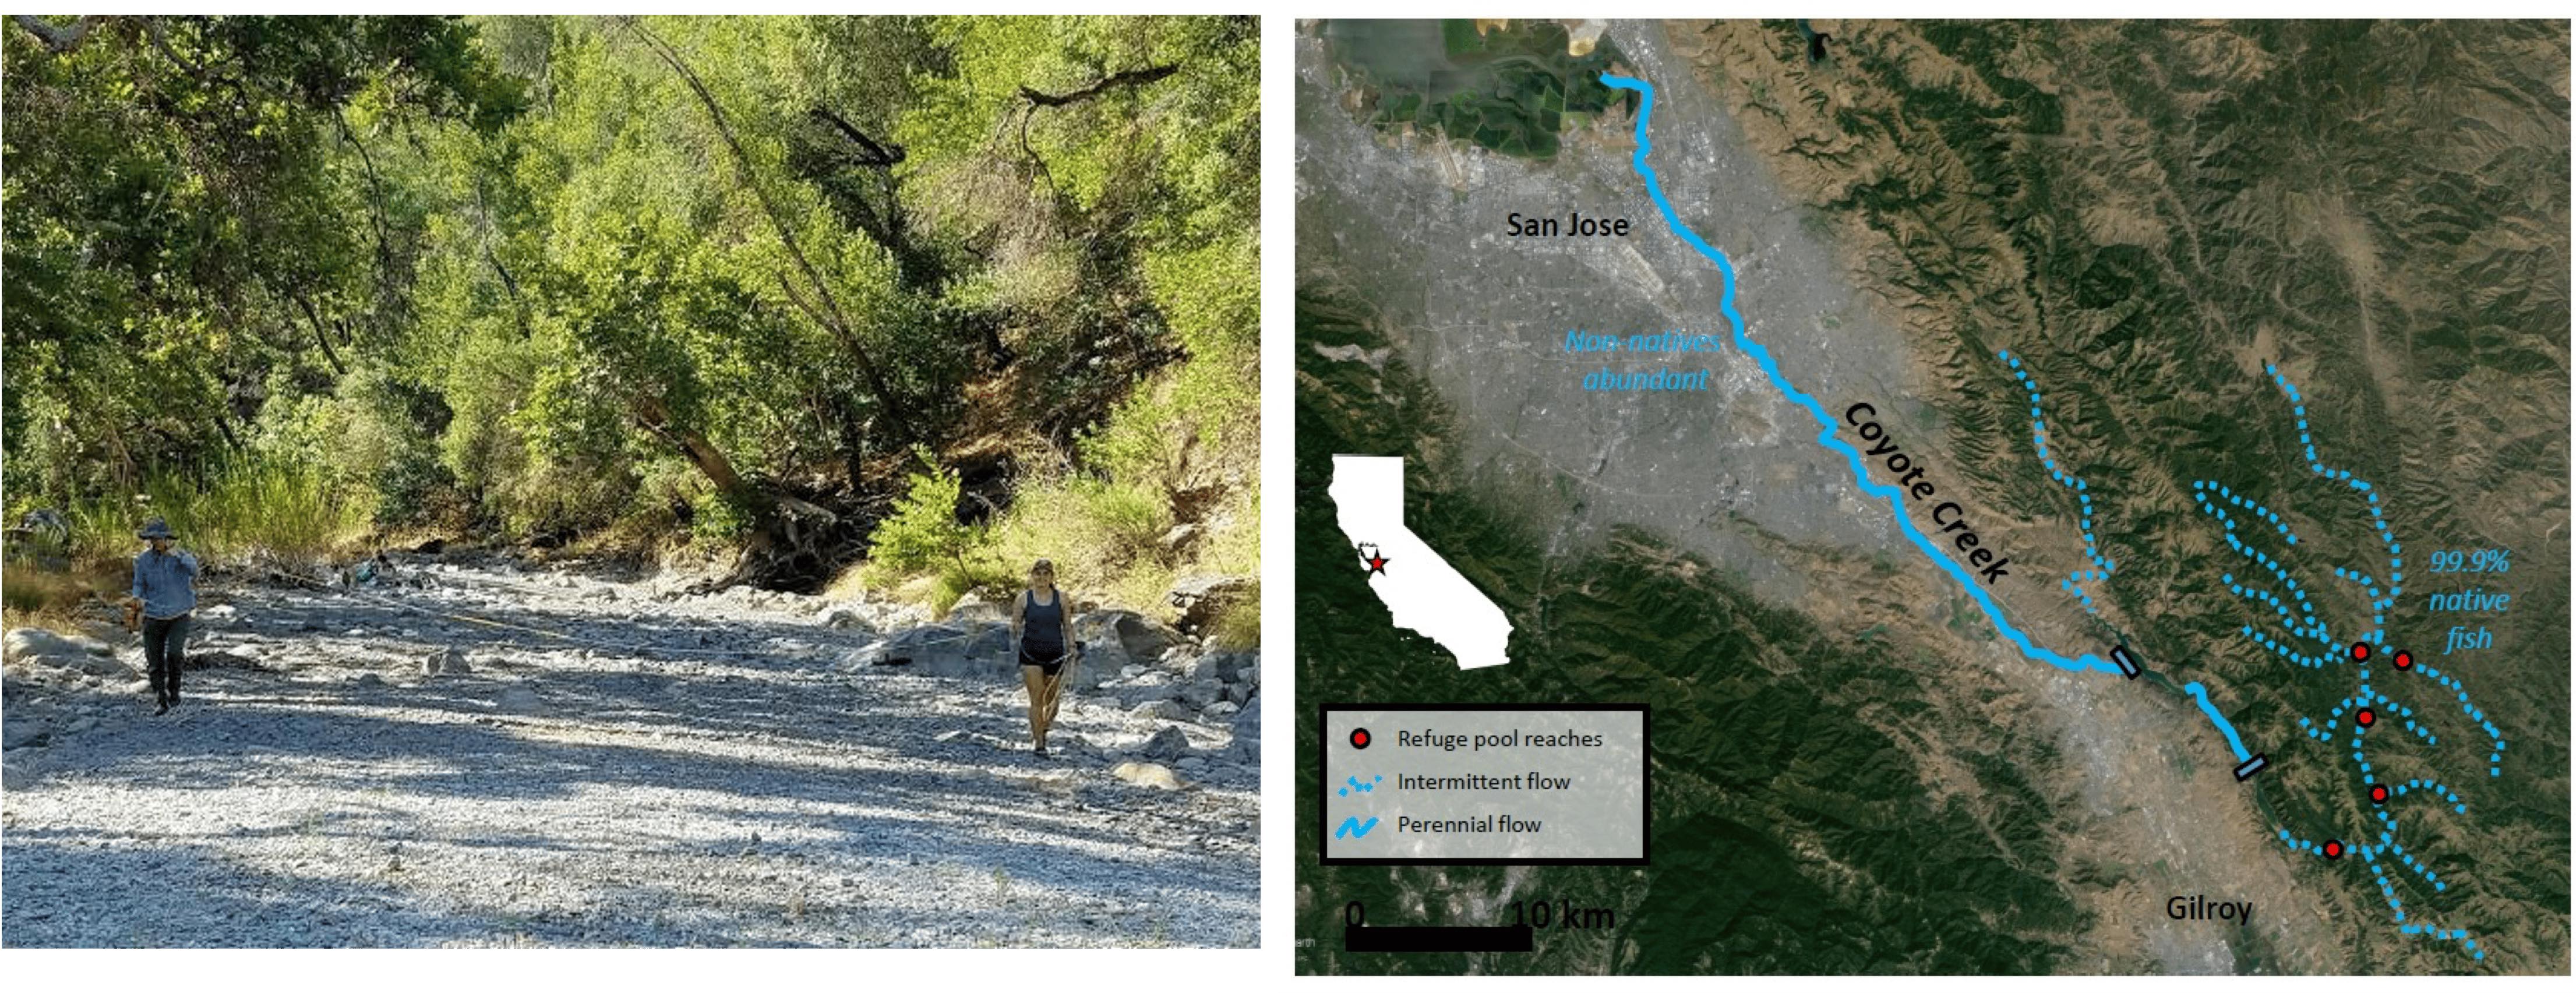 San Jose
Non-natives
abundant
Coyote Creek
99.9%
native
fish
Refuge pool reaches
Intermittent flow
Perennial flow
0 10 km
Gilroy
earth